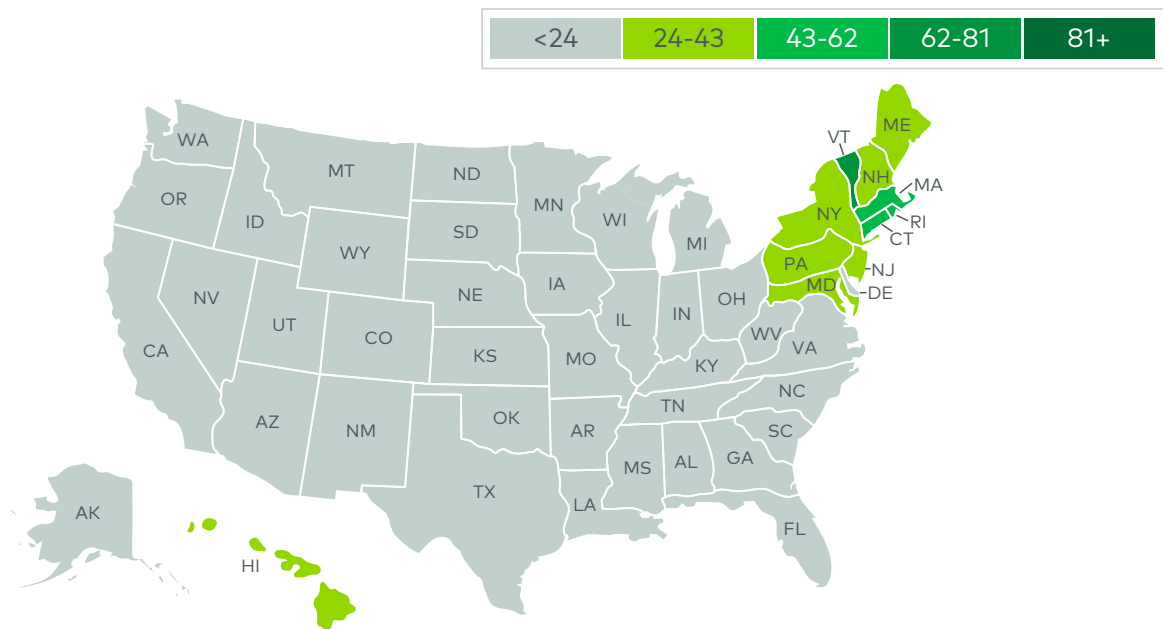 <24 24-43 43-62 62-81 81+
ME
VT
WA
NH
MT
ND
MA
OR
MN
NY
RI
ID
WI
SD
CT
MI
WY
PA
NJ
IA
MD
DE
NE
NV
OH
IN
IL
UT
CO
WV
VA
CA
KS
MO
KY
NC
TN
AZ
OK
NM
AR
SC
GA
MS
AL
TX
LA
AK
FL
HI